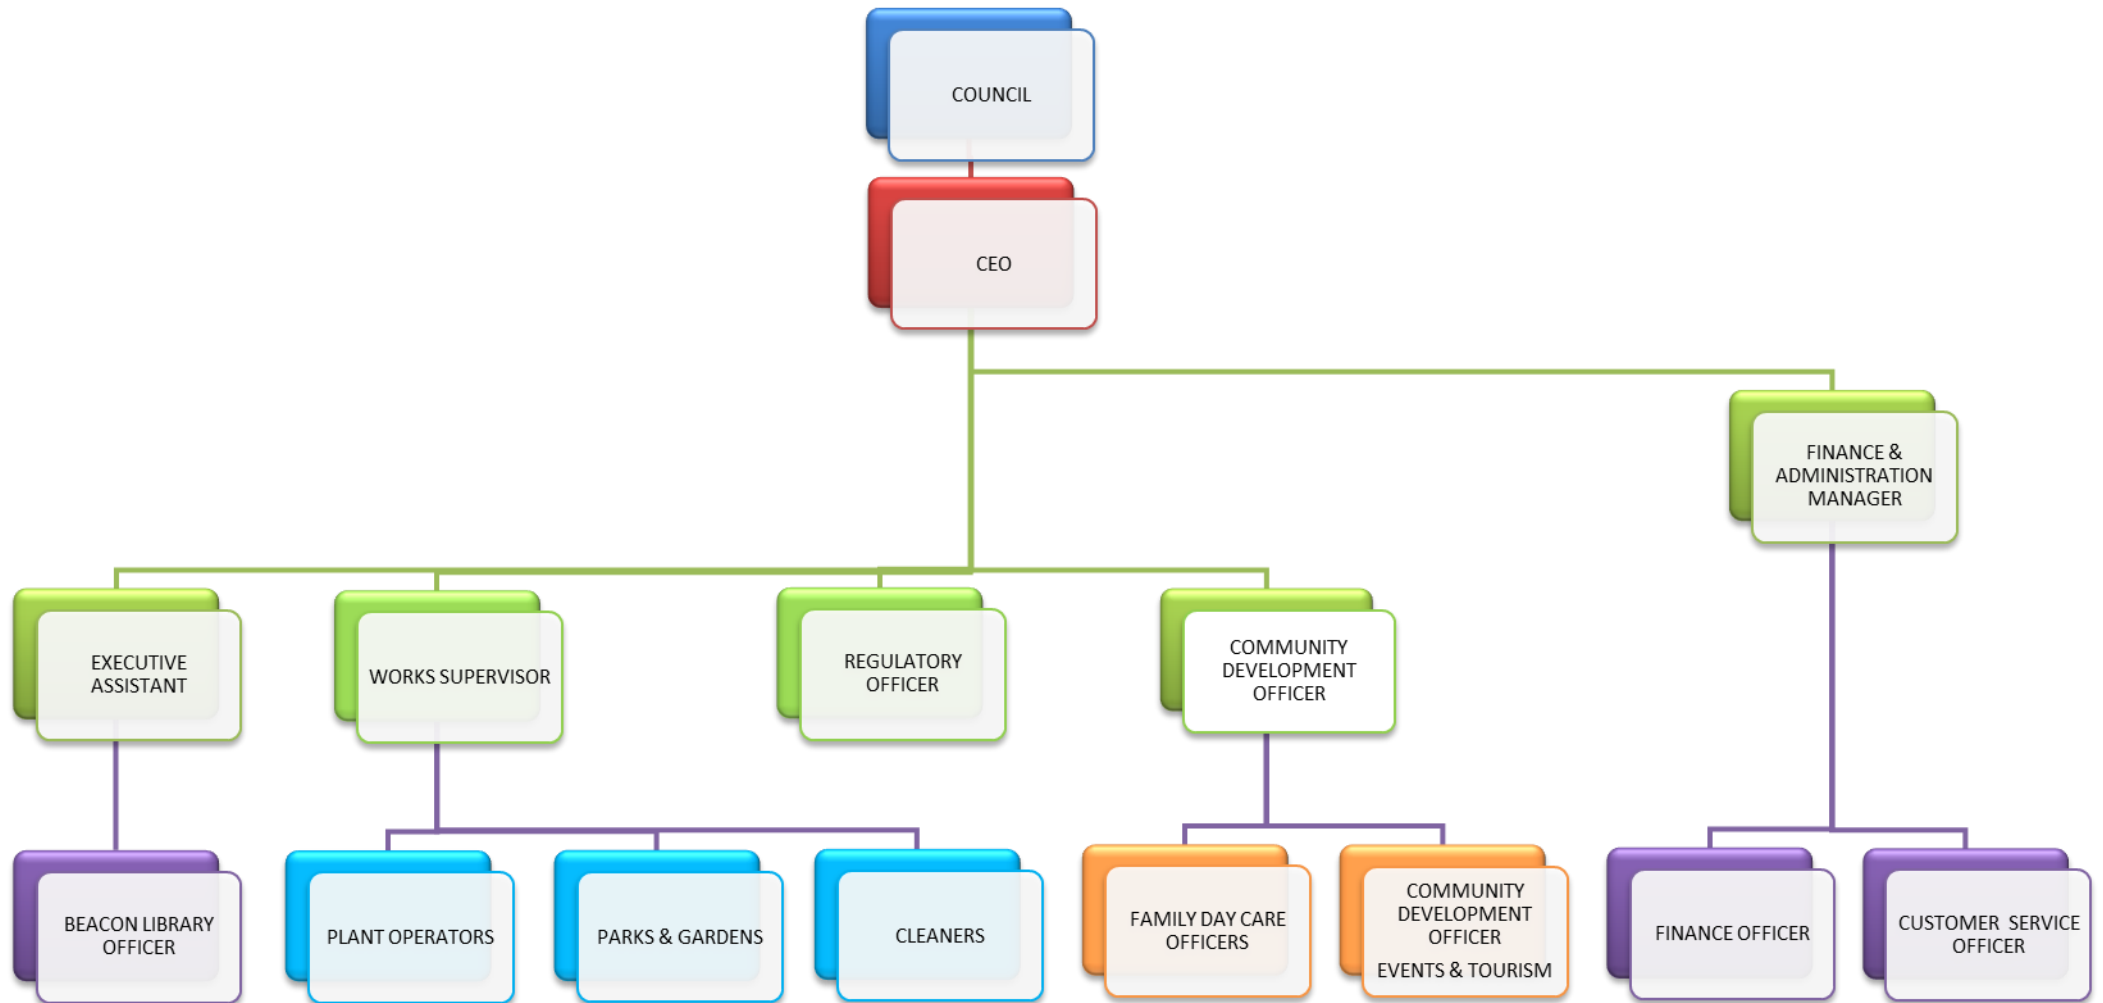 COUNCIL
CEO
FINANCE &
ADMINISTRATION
MANAGER
EXECUTIVE
ASSISTANT
WORKS SUPERVISOR
REGULATORY
OFFICER
COMMUNITY
DEVELOPMENT
OFFICER
BEACON LIBRARY
OFFICER
PLANT OPERATORS
PARKS & GARDENS
CLEANERS
FAMILY DAY CARE
OFFICERS
COMMUNITY
DEVELOPMENT
OFFICER
EVENTS & TOURISM
FINANCE OFFICER
CUSTOMER SERVICE
OFFICER